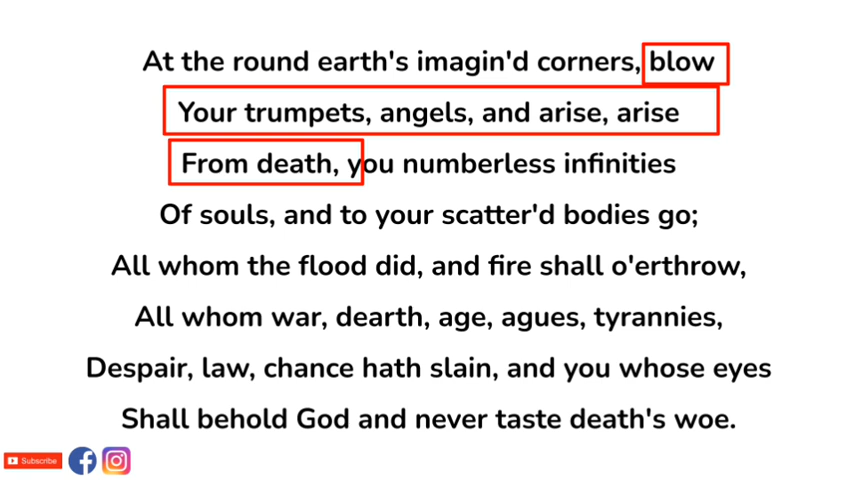 At the round earth's imagin'd corners, blow
Your trumpets, angels, and arise, arise
From death, you numberless infinities
Of souls, and to your scatter'd bodies go;
All whom the flood did, and fire shall o'erthrow,
All whom war, dearth, age, agues, tyrannies,
Despair, law, chance hath slain, and you whose eyes
Shall behold God and never taste death's woe.
Subscribe